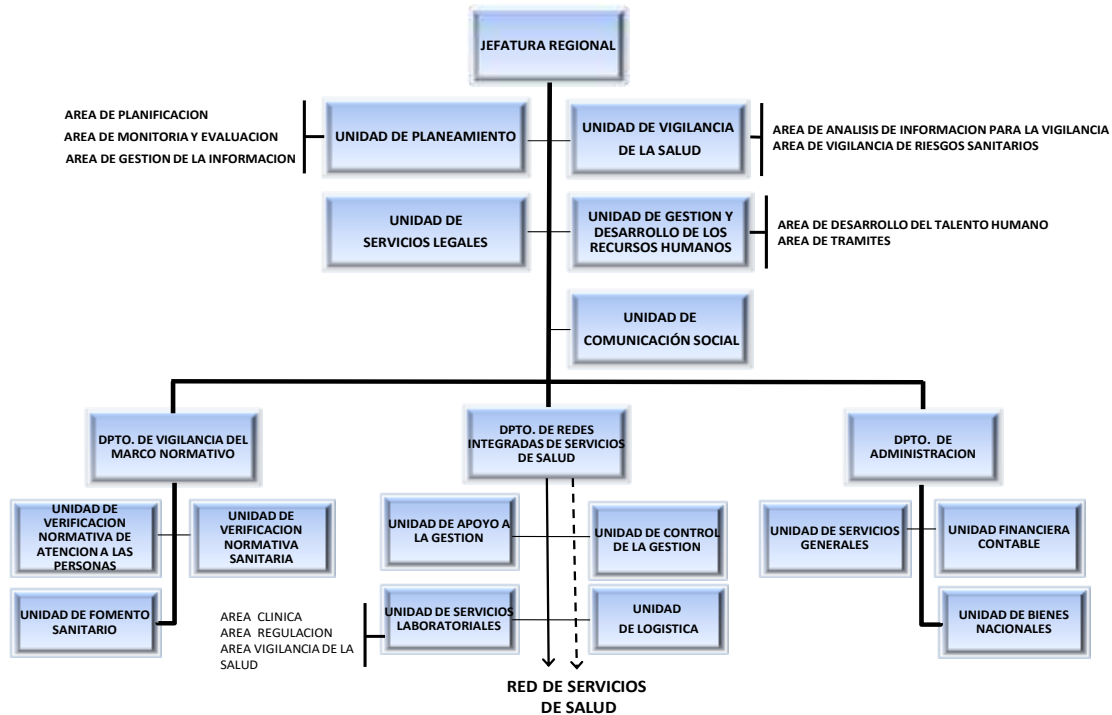 JEFATURA REGIONAL
AREA DE PLANIFICACION
AREA DE MONITORIA Y EVALUACION
AREA DE GESTION DE LA INFORMACION
UNIDAD DE PLANEAMIENTO
UNIDAD DE VIGILANCIA
DE LA SALUD
AREA DE ANALISIS DE INFORMACION PARA LA VIGILANCIA
AREA DE VIGILANCIA DE RIESGOS SANITARIOS
UNIDAD DE
SERVICIOS LEGALES
UNIDAD DE GESTION Y
DESARROLLO DE LOS
RECURSOS HUMANOS
AREA DE DESARROLLO DEL TALENTO HUMANO
AREA DE TRAMITES
UNIDAD DE
COMUNICACIÓN SOCIAL
DPTO. DE VIGILANCIA DEL
MARCO NORMATIVO
DPTO. DE REDES
INTEGRADAS DE SERVICIOS
DE SALUD
DPTO. DE
ADMINISTRACION
UNIDAD DE
VERIFICACION
NORMATIVA DE
ATENCION A LAS
PERSONAS
UNIDAD DE
VERIFICACION
NORMATIVA
SANITARIA
UNIDAD DE APOYO A
LA GESTION
UNIDAD DE CONTROL
DE LA GESTION
UNIDAD DE SERVICIOS
GENERALES
UNIDAD FINANCIERA
CONTABLE
UNIDAD DE FOMENTO
SANITARIO
AREA CLINICA
AREA REGULACION
AREA VIGILANCIA DE LA
SALUD
UNIDAD DE SERVICIOS
LABORATORIALES
UNIDAD
DE LOGISTICA
UNIDAD DE BIENES
NACIONALES
RED DE SERVICIOS
DE SALUD